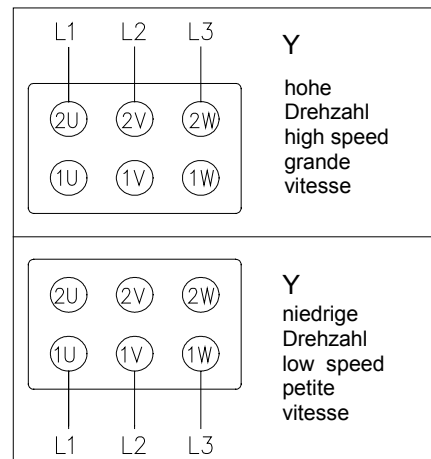 L1 L2 L3
Y
hohe
Drehzahl
high speed
grande
vitesse
2U 2V 2W
1U 1V 1W
2U 2V 2W
1U 1V 1W
L1 L2 L3
Y
niedrige
Drehzahl
low speed
petite
vitesse